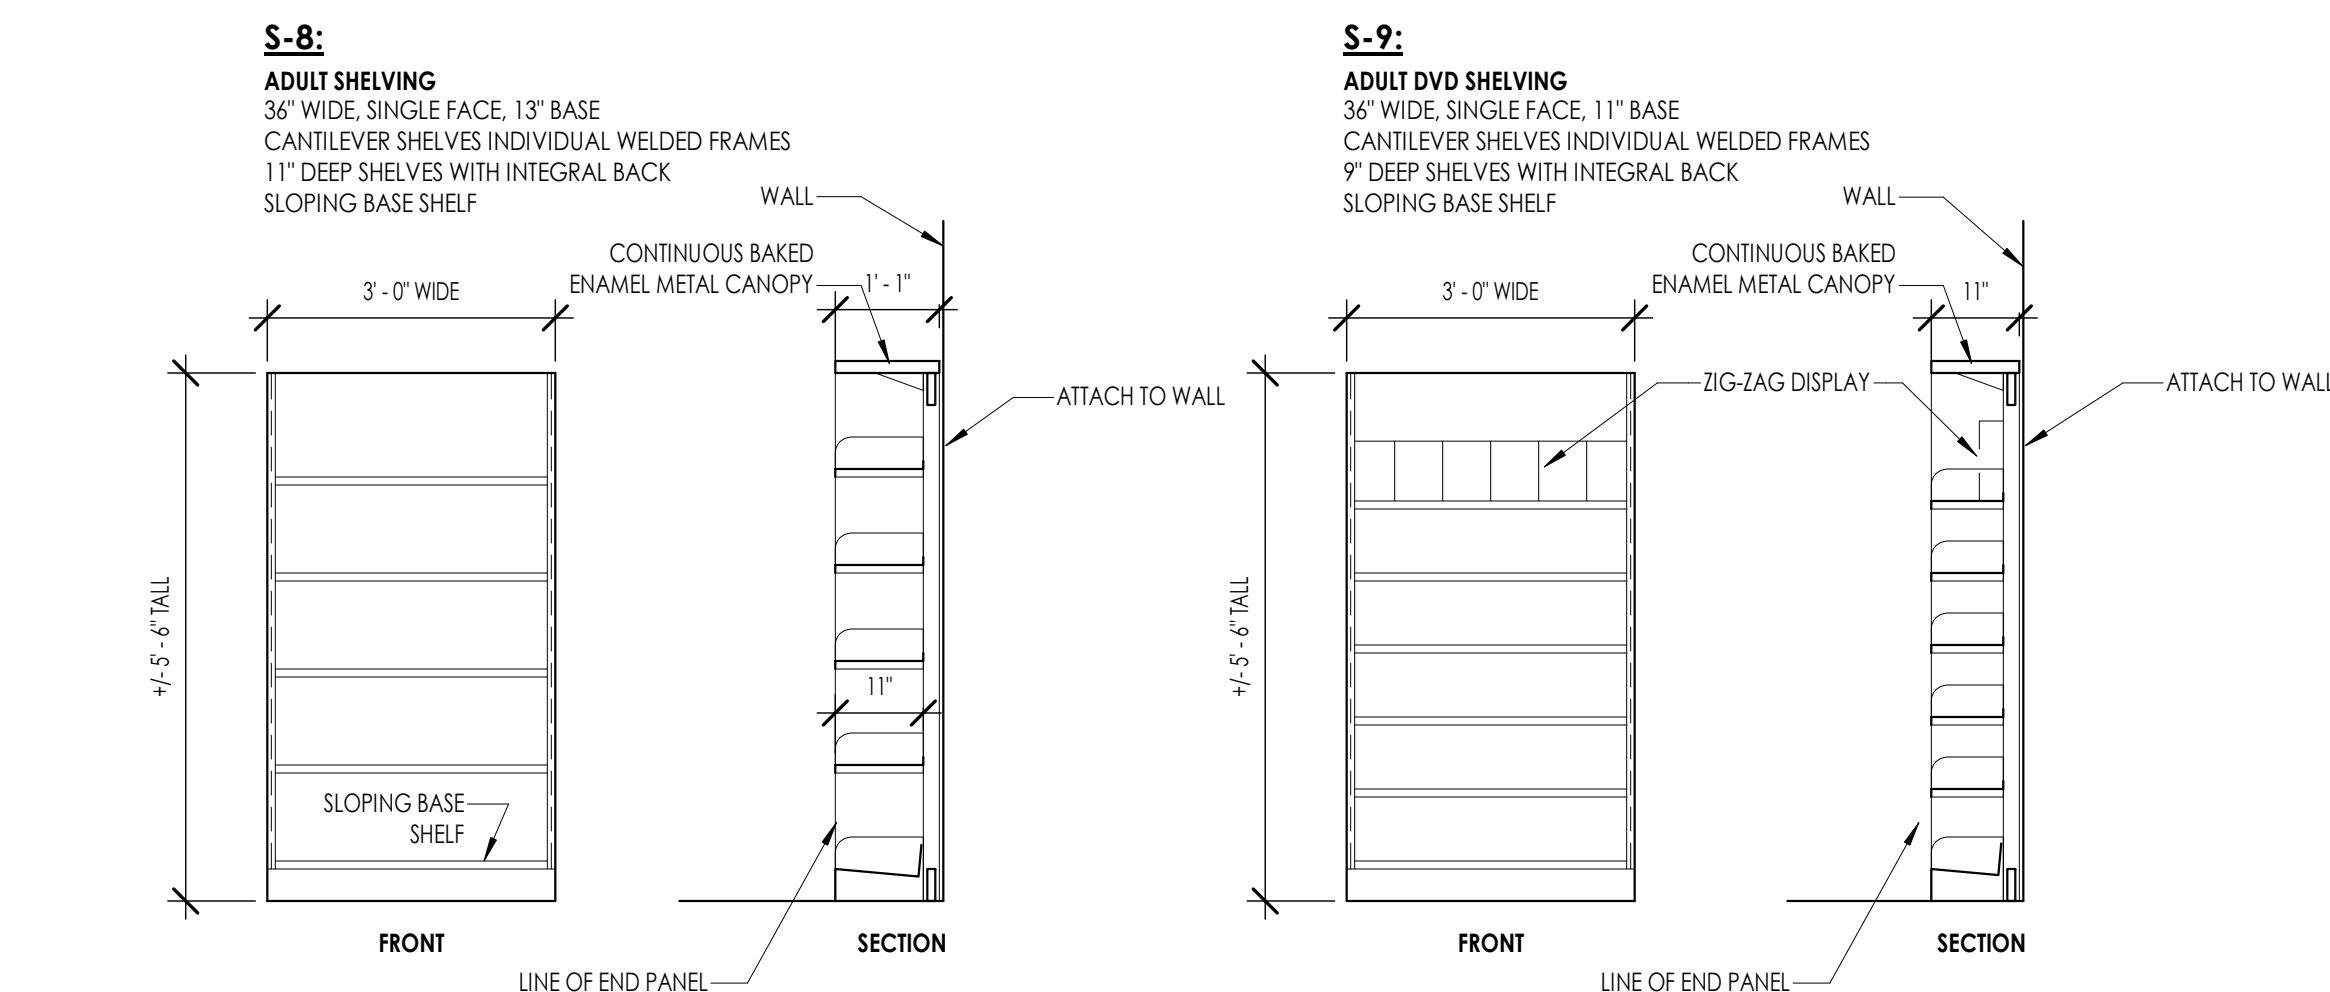 S-8:
ADULT SHELVING
36" WIDE, SINGLE FACE, 13" BASE
CANTILEVER SHELVES INDIVIDUAL WELDED FRAMES
11" DEEP SHELVES WITH INTEGRAL BACK
SLOPING BASE SHELF
WALL
CONTINUOUS BAKED
ENAMEL METAL CANOPY
1' - 1"
3' - 0" WIDE
ATTACH TO WALL
+/- 5' - 6" TALL
11"
SLOPING BASE
SHELF
FRONT
SECTION
LINE OF END PANEL
S-9:
ADULT DVD SHELVING
36" WIDE, SINGLE FACE, 11" BASE
CANTILEVER SHELVES INDIVIDUAL WELDED FRAMES
9" DEEP SHELVES WITH INTEGRAL BACK
SLOPING BASE SHELF
WALL
CONTINUOUS BAKED
ENAMEL METAL CANOPY
11"
3' - 0" WIDE
ZIG-ZAG DISPLAY
ATTACH TO WALL
+/- 5' - 6" TALL
FRONT
SECTION
LINE OF END PANEL